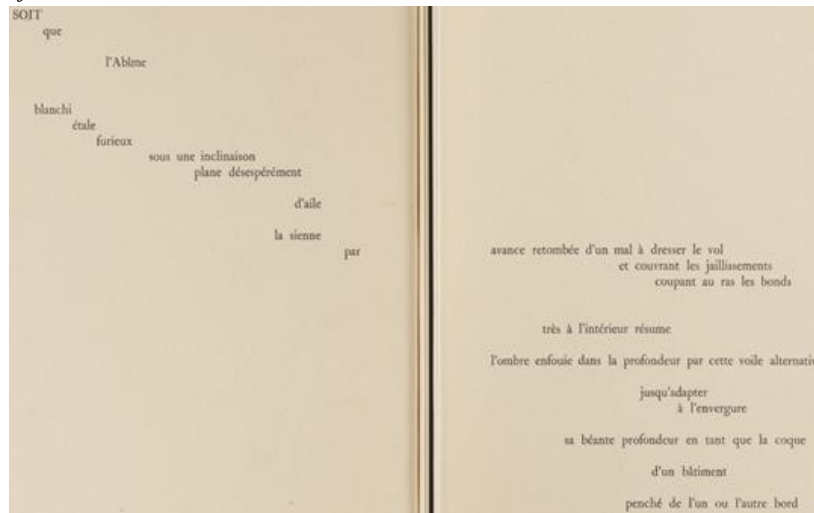 SOIT
que
l'Abîme
blanchi
étale
furieux
sous une inclinaison
plane désespérément
d'aile
la sienne
par
avance retombée d'un mal à dresser le vol
et couvrant les jaillissements
coupant au ras les bonds
très à l'intérieur résume
l'ombre enfouie dans la profondeur par cette voile alternativ
jusqu'adapter
à l'envergure
sa béante profondeur en tant que la coque
d'un bâtiment
penché de l'un ou l'autre bord